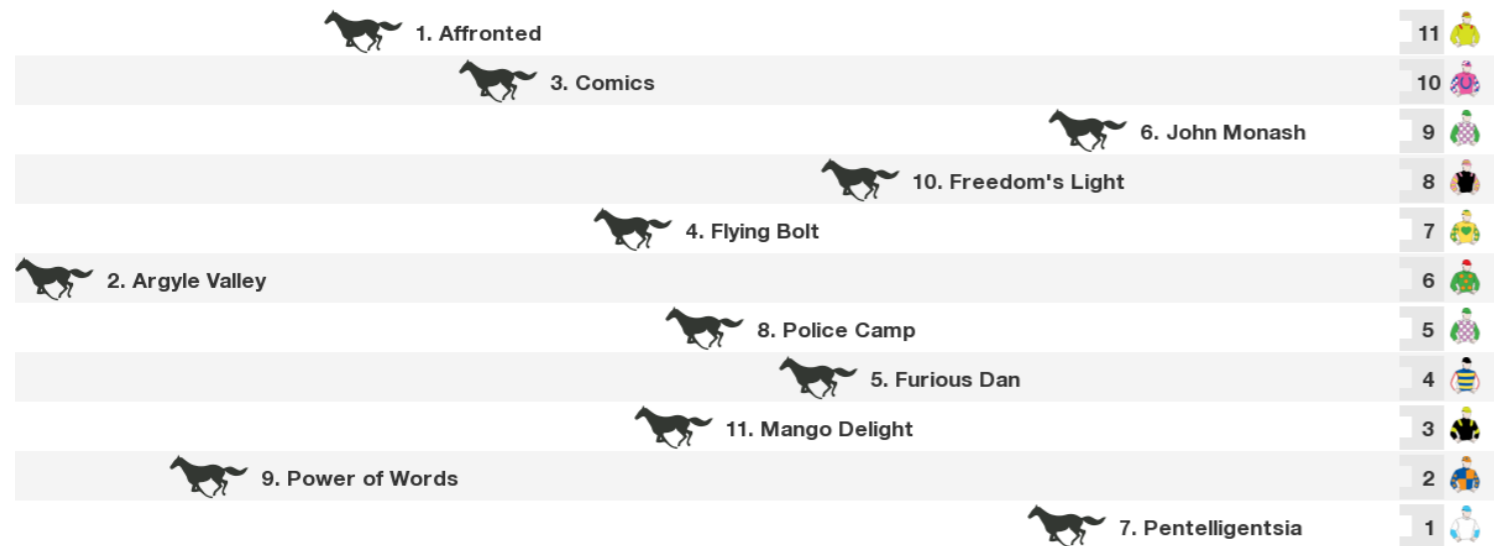 1. Affronted 11
3. Comics 10
6. John Monash 9
10. Freedom's Light 8
4. Flying Bolt 7
2. Argyle Valley 6
8. Police Camp 5
5. Furious Dan 4
11. Mango Delight 3
9. Power of Words 2
7. Pentelligentsia 1